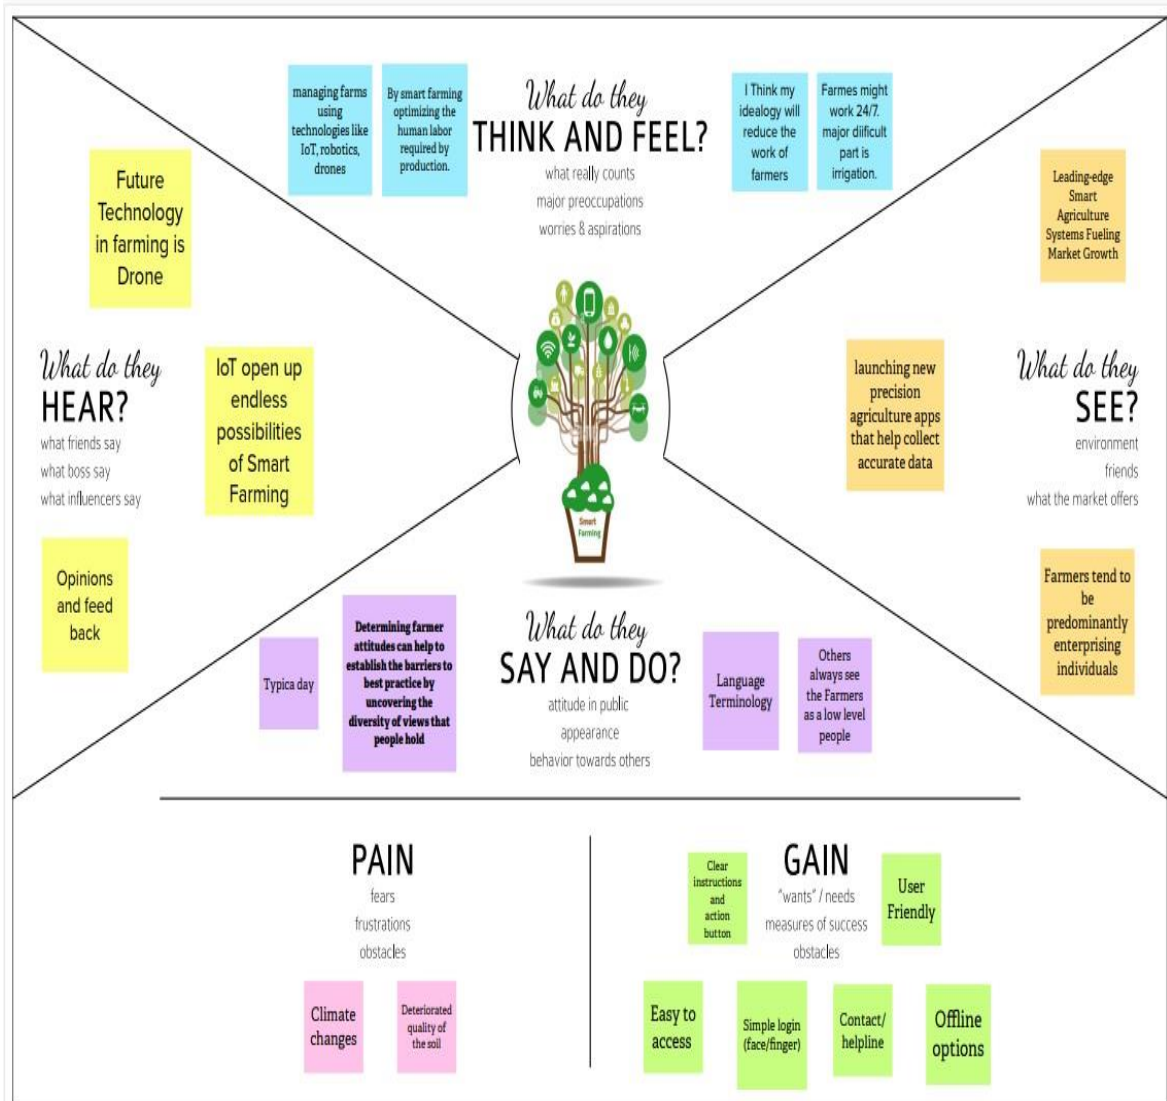 managing farms
using
technologies like
IoT, robotics,
drones
By smart farming
optimizing the
human labor
required by
production.
What do they
THINK AND FEEL?
what really counts
major preoccupations
worries & aspirations
I Think my
idealogy will
reduce the
work of
farmers
Farmes might
work 24/7.
major diificult
part is
irrigation.
Future
Technology
in farming is
Drone
What do they
HEAR?
what friends say
what boss say
what influencers say
IoT open up
endless
possibilities
of Smart
Farming
Opinions
and feed
back
Smart
Farming
Leading-edge
Smart
Agriculture
Systems Fueling
Market Growth
launching new
precision
agriculture apps
that help collect
accurate data
What do they
SEE?
environment
friends
what the market offers
Farmers tend to
be
predominantly
enterprising
individuals
Typica day
Determining farmer
attitudes can help to
establish the barriers to
best practice by
uncovering the
diversity of views that
people hold
What do they
SAY AND DO?
attitude in public
appearance
behavior towards others
Language
Terminology
Others
always see
the Farmers
as a low level
people
PAIN
fears
frustrations
obstacles
Climate
changes
Deteriorated
quality of
the soil
Clear
instructions
and
action
button
GAIN
"wants" / needs
measures of success
obstacles
User
Friendly
Easy to
access
Simple login
(face/finger)
Contact/
helpline
Offline
options